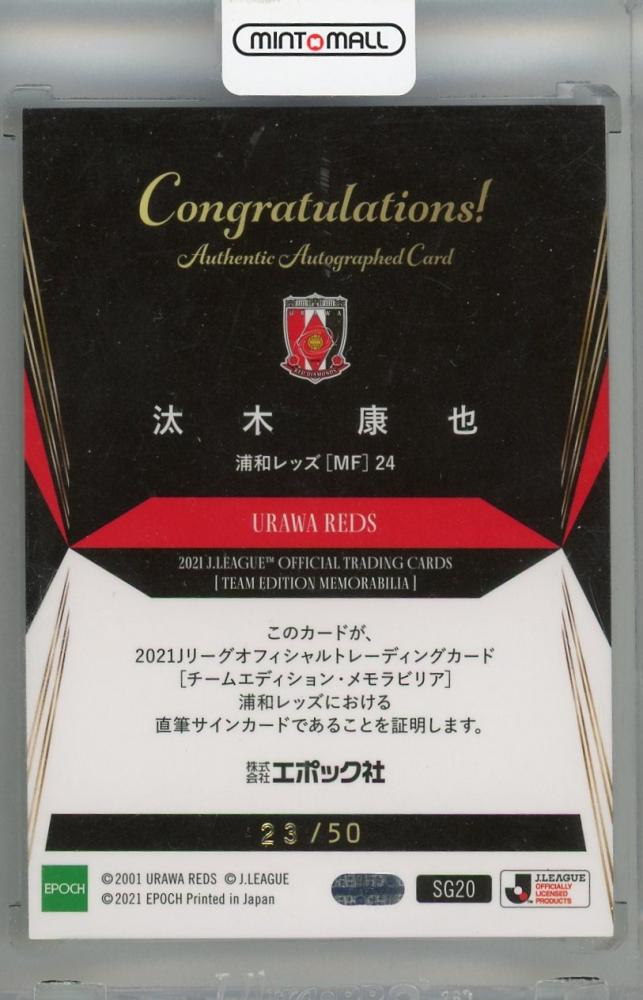 MINT MALL
Congratulations!
Authentic Autographed Card
URAWA
RED DIAMONDS
汰木 康也
浦和レッズ [MF] 24
URAWA REDS
2021 J.LEAGUE™ OFFICIAL TRADING CARDS
[ TEAM EDITION MEMORABILIA ]
このカードが、
2021Jリーグオフィシャルトレーディングカード
[チームエディション・メモラビリア]
浦和レッズにおける
直筆サインカードであることを証明します。
株式会社エポック社
23/50
EPOCH
©2001 URAWA REDS ©J.LEAGUE
©2021 EPOCH Printed in Japan
SG20
J.LEAGUE
OFFICIALLY
LICENSED
PRODUCTS